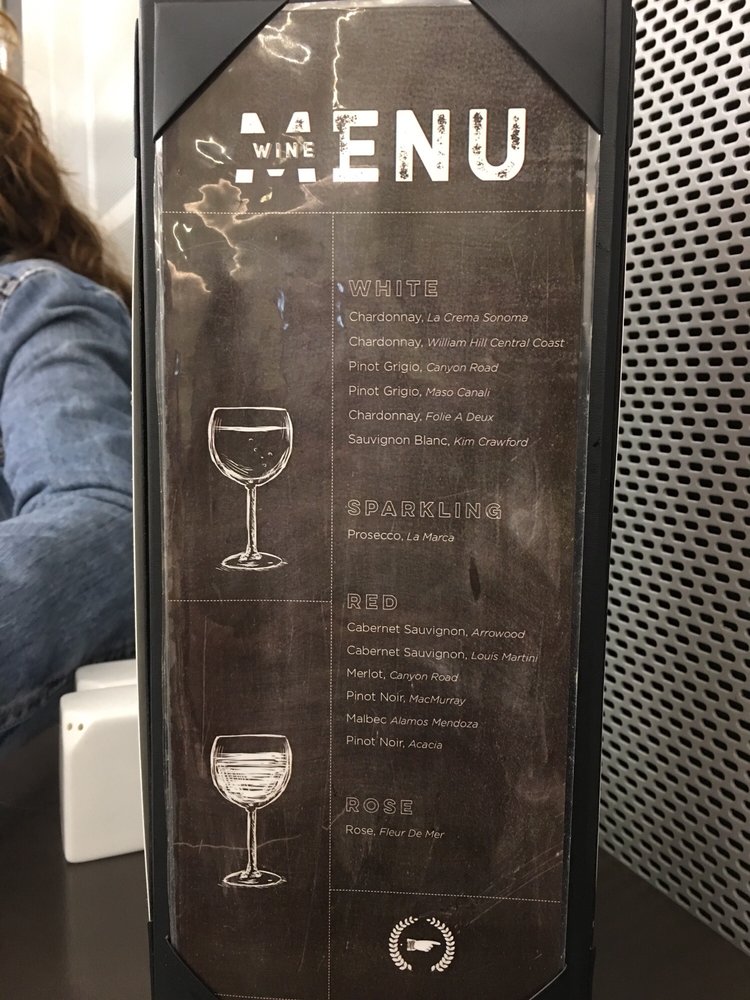 WINE MENU
WHITE
Chardonnay, La Crema Sonoma
Chardonnay, William Hill Central Coast
Pinot Grigio, Canyon Road
Pinot Grigio, Maso Canali
Chardonnay, Folie A Deux
Sauvignon Blanc, Kim Crawford
SPARKLING
Prosecco, La Marca
RED
Cabernet Sauvignon, Arrowood
Cabernet Sauvignon, Louis Martini
Merlot, Canyon Road
Pinot Noir, MacMurray
Malbec Alamos Mendoza
Pinot Noir, Acacia
ROSE
Rose, Fleur De Mer